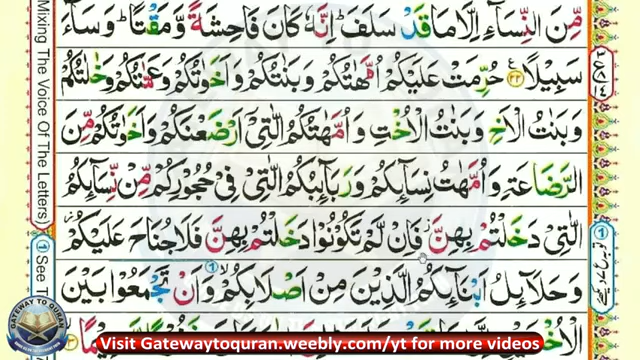 مِّنَ النِّسَآءِ اِلَّا مَا قَدۡ سَلَفَ ؕ اِنَّهٗ كَانَ فَاحِشَةً وَّ مَقۡتًا ؕ وَسَآءَ
سَبِيۡلًا ﴿۲۲﴾ حُرِّمَتۡ عَلَيۡكُمۡ اُمَّهٰتُكُمۡ وَبَنٰتُكُمۡ وَاَخَوٰتُكُمۡ وَعَمّٰتُكُمۡ وَخٰلٰتُكُمۡ
وَبَنٰتُ الۡاَخِ وَبَنٰتُ الۡاُخۡتِ وَاُمَّهٰتُكُمُ الّٰتِىۡۤ اَرۡضَعۡنَكُمۡ وَاَخَوٰتُكُمۡ مِّنَ
الرَّضَاعَةِ وَاُمَّهٰتُ نِسَآئِكُمۡ وَرَبَآئِبُكُمُ الّٰتِىۡ فِىۡ حُجُوۡرِكُمۡ مِّنۡ نِّسَآئِكُمُ
الّٰتِىۡ دَخَلۡتُمۡ بِهِنَّ فَاِنۡ لَّمۡ تَكُوۡنُوۡا دَخَلۡتُمۡ بِهِنَّ فَلَا جُنَاحَ عَلَيۡكُمۡ
وَحَلَآئِلُ اَبۡنَآئِكُمُ الَّذِيۡنَ مِنۡ اَصۡلَابِكُمۡ وَاَنۡ تَجۡمَعُوۡا بَيۡنَ
Mixing The Voice Of The Letters)
1 See T
GATEWAY TO QURAN
Visit Gatewaytoquran.weebly.com/yt for more videos